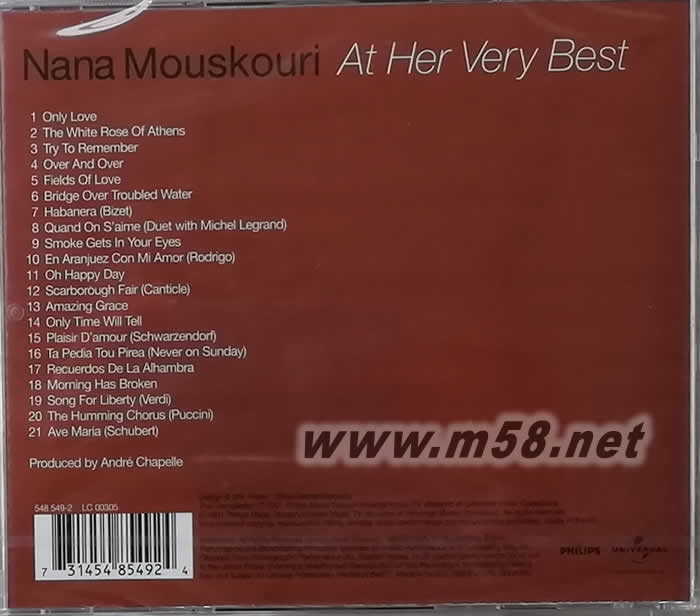 Nana Mouskouri At Her Very Best
1 Only Love
2 The White Rose Of Athens
3 Try To Remember
4 Over And Over
5 Fields Of Love
6 Bridge Over Troubled Water
7 Habanera (Bizet)
8 Quand On S'aime (Duet with Michel Legrand)
9 Smoke Gets In Your Eyes
10 En Aranjuez Con Mi Amor (Rodrigo)
11 Oh Happy Day
12 Scarborough Fair (Canticle)
13 Amazing Grace
14 Only Time Will Tell
15 Plaisir D'amour (Schwarzendorf)
16 Ta Pedia Tou Pirea (Never on Sunday)
17 Recuerdos De La Alhambra
18 Morning Has Broken
19 Song For Liberty (Verdi)
20 The Humming Chorus (Puccini)
21 Ave Maria (Schubert)
www.m58.net
Produced by André Chapelle
548 549-2 LC 00305
7 31454 85492 4
PHILIPS UNIVERSAL